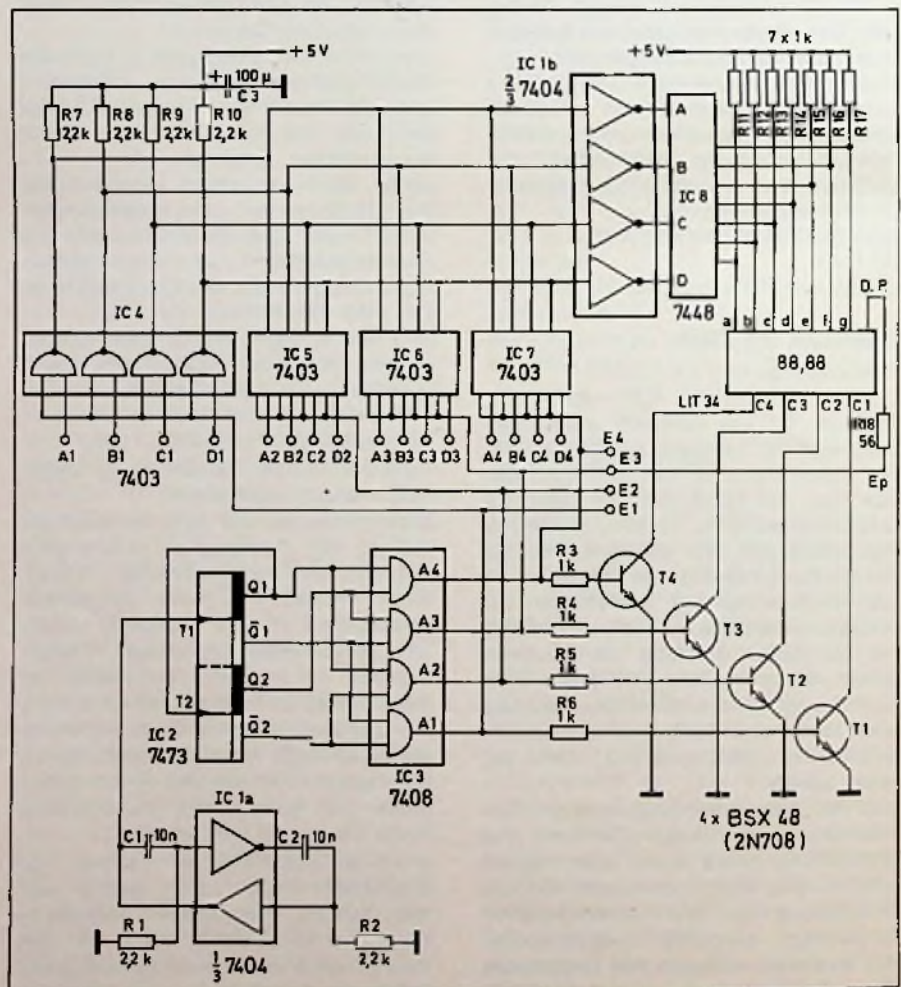 +5V
+ 100 µ
C 3
R7
2,2k
R8
2,2k
R9
2,2k
R10
2,2k
IC 1b
2/3 7404
+5V
7 x 1k
R11
R12
R13
R14
R15
R16
R17
A
B
IC 8
C
D
7448
IC 4
IC 5
7403
IC 6
7403
IC 7
7403
a b c d e f g
D. P.
88,88
LIT 34
C4 C3 C2 C1
R18
56
Ep
A1 B1 C1 D1
7403
A2 B2 C2 D2
A3 B3 C3 D3
A4 B4 C4 D4
E4
E3
E2
E1
T1
T2
Q1
Q̅1
Q2
Q̅2
IC 2
7473
A4
A3
A2
A1
IC 3
7408
R3
1k
R4
1k
R5
1k
R6
1k
T4
T3
T2
T1
4x BSX 48
(2N708)
IC 1a
C1 10n
C2 10n
R1
2,2 k
R2
2,2k
1/3 7404